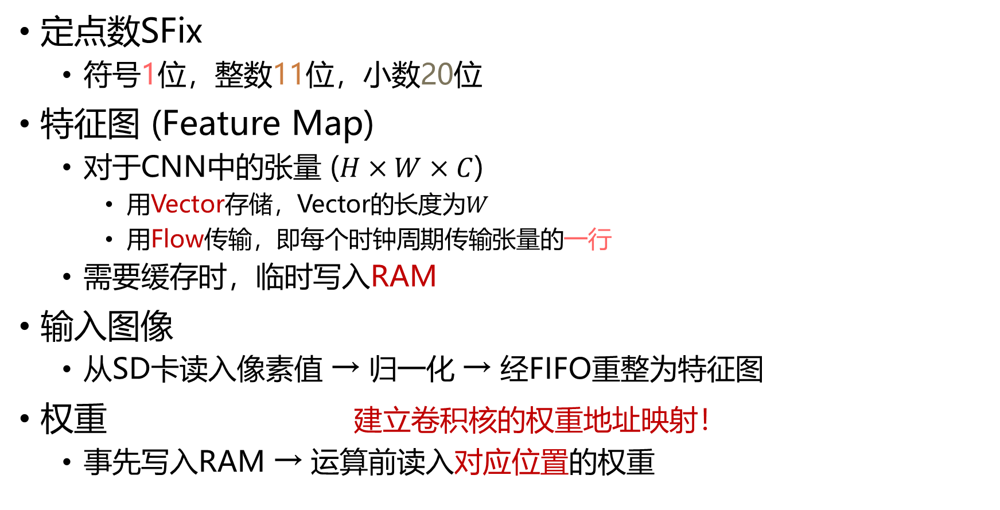 • 定点数SFix
• 符号1位，整数11位，小数20位
• 特征图 (Feature Map)
• 对于CNN中的张量 (H × W × C)
• 用Vector存储，Vector的长度为W
• 用Flow传输，即每个时钟周期传输张量的一行
• 需要缓存时，临时写入RAM
• 输入图像
• 从SD卡读入像素值 → 归一化 → 经FIFO重整为特征图
• 权重
建立卷积核的权重地址映射！
• 事先写入RAM → 运算前读入对应位置的权重